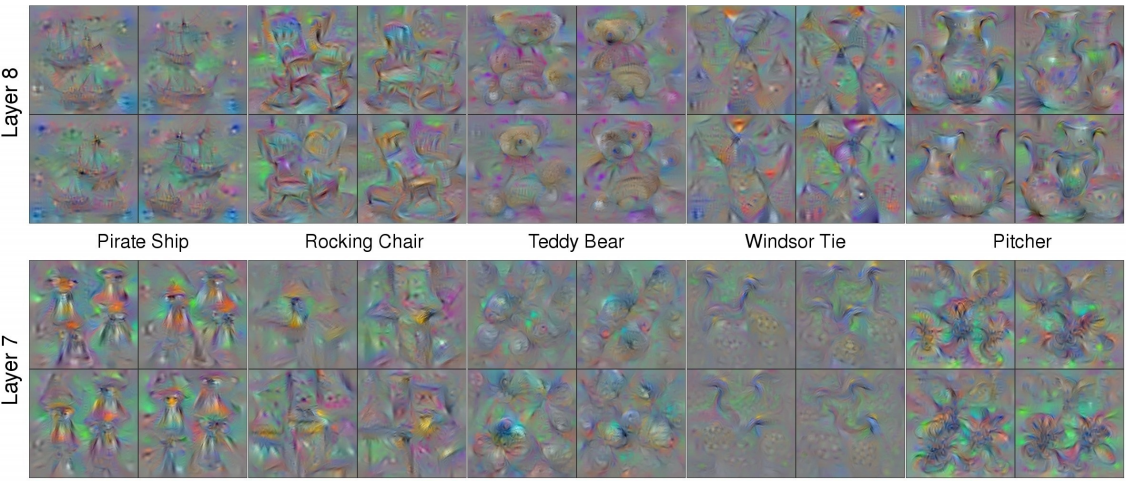 Layer 8
Pirate Ship
Rocking Chair
Teddy Bear
Windsor Tie
Pitcher
Layer 7